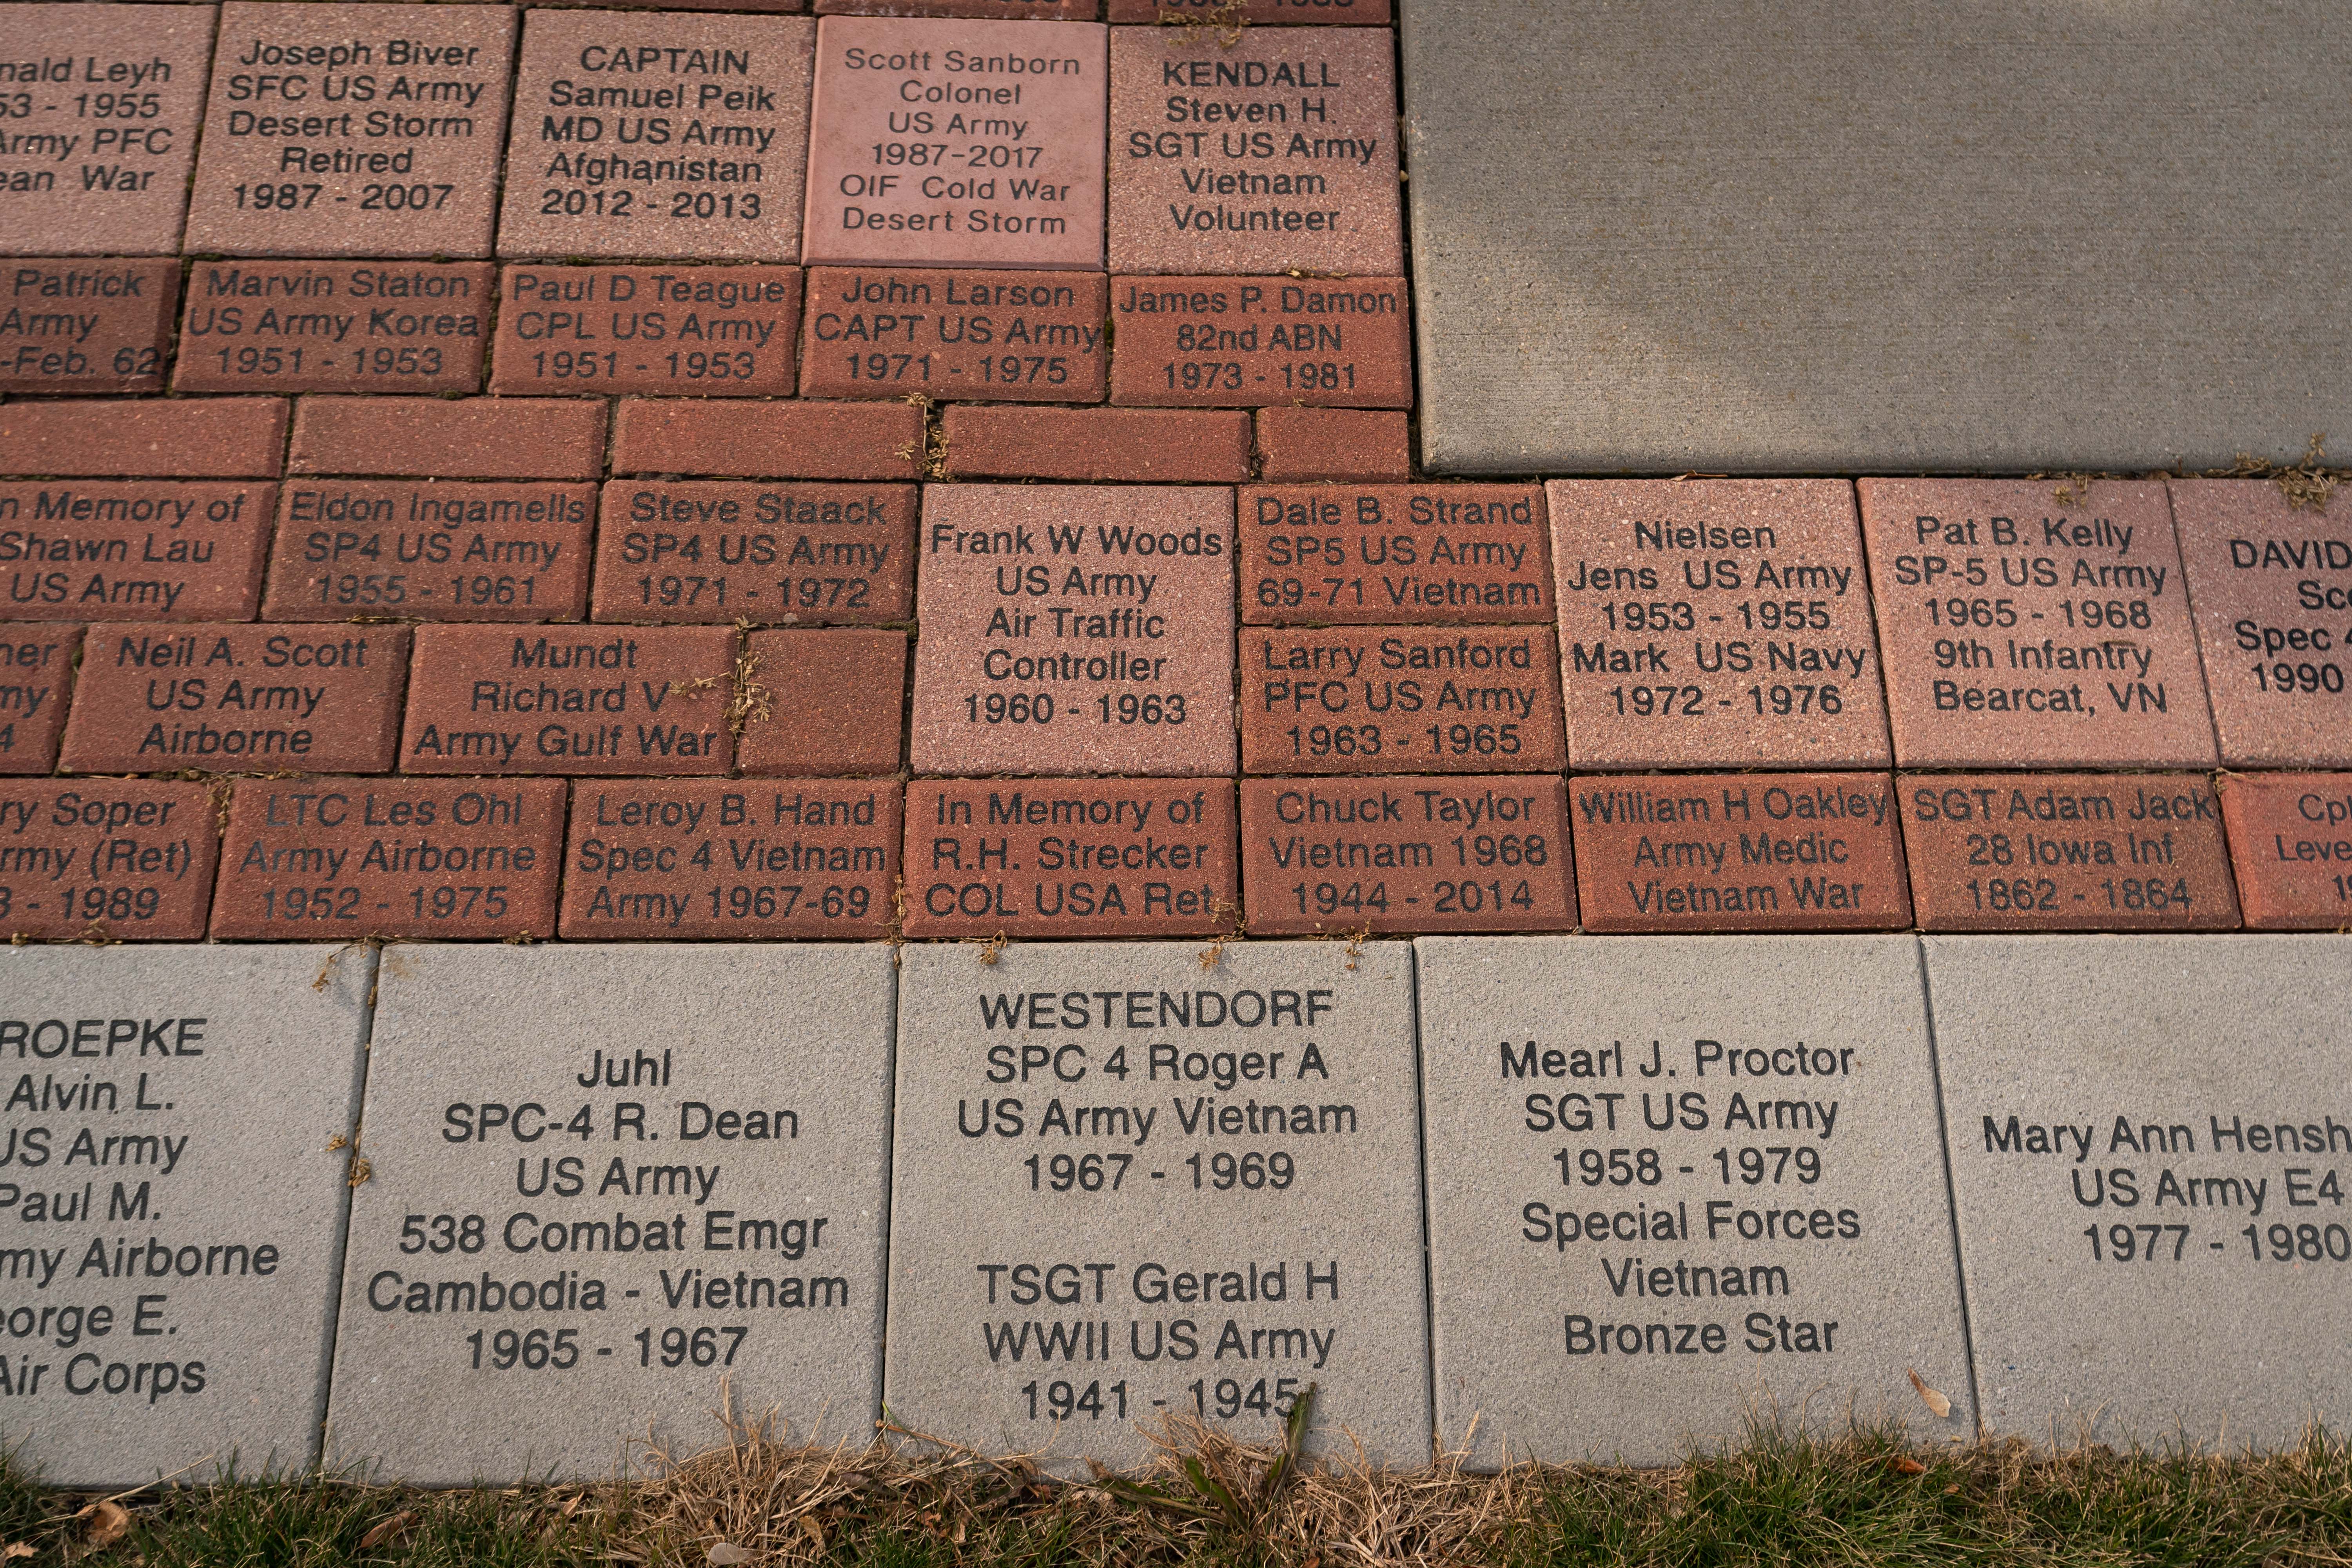 Leyh
- 1955
Army PFC
War
Joseph Biver
SFC US Army
Desert Storm
Retired
1987 - 2007
CAPTAIN
Samuel Peik
MD US Army
Afghanistan
2012 - 2013
Scott Sanborn
Colonel
US Army
1987-2017
OIF Cold War
Desert Storm
KENDALL
Steven H.
SGT US Army
Vietnam
Volunteer
Patrick
Army
-Feb. 62
Marvin Staton
US Army Korea
1951 - 1953
Paul D Teague
CPL US Army
1951 - 1953
John Larson
CAPT US Army
1971 - 1975
James P. Damon
82nd ABN
1973 - 1981
Memory of
Shawn Lau
US Army
Eldon Ingamells
SP4 US Army
1955 - 1961
Steve Staack
SP4 US Army
1971 - 1972
Frank W Woods
US Army
Air Traffic
Controller
1960 - 1963
Dale B. Strand
SP5 US Army
69-71 Vietnam
Nielsen
Jens US Army
1953 - 1955
Mark US Navy
1972 - 1976
Pat B. Kelly
SP-5 US Army
1965 - 1968
9th Infantry
Bearcat, VN
DAVID
Spec
1990
Neil A. Scott
US Army
Airborne
Mundt
Richard V
Army Gulf War
Larry Sanford
PFC US Army
1963 - 1965
Soper
(Ret)
- 1989
LTC Les Ohl
Army Airborne
1952 - 1975
Leroy B. Hand
Spec 4 Vietnam
Army 1967-69
In Memory of
R.H. Strecker
COL USA Ret
Chuck Taylor
Vietnam 1968
1944 - 2014
William H Oakley
Army Medic
Vietnam War
SGT Adam Jack
28 Iowa Inf
1862 - 1864
ROEPKE
Alvin L.
US Army
Paul M.
Airborne
E.
Air Corps
Juhl
SPC-4 R. Dean
US Army
538 Combat Emgr
Cambodia - Vietnam
1965 - 1967
WESTENDORF
SPC 4 Roger A
US Army Vietnam
1967 - 1969
TSGT Gerald H
WWII US Army
1941 - 1945
Mearl J. Proctor
SGT US Army
1958 - 1979
Special Forces
Vietnam
Bronze Star
Mary Ann
US Army E4
1977 - 1980